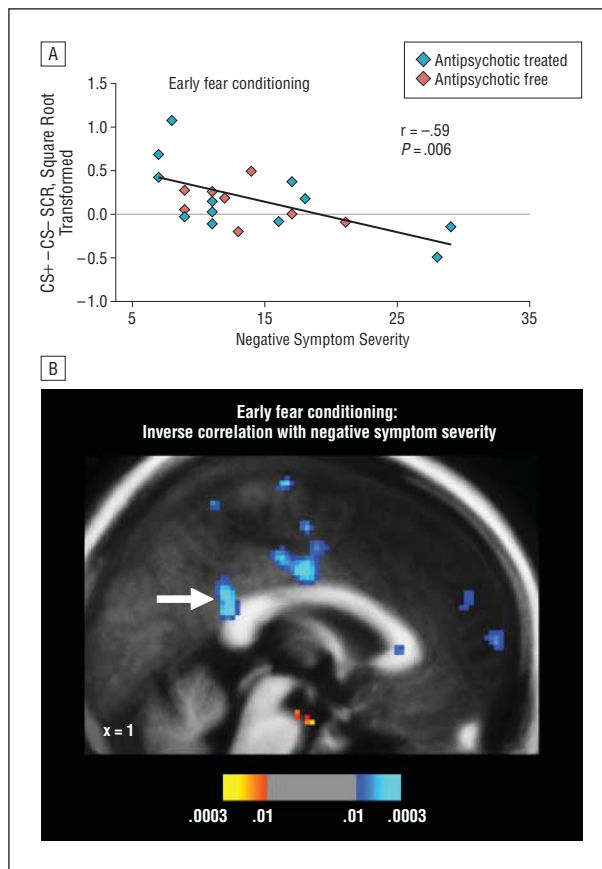 A
Antipsychotic treated
Antipsychotic free
Early fear conditioning
r = –.59
P = .006
CS+ – CS– SCR, Square Root
Transformed
1.5
1.0
0.5
0.0
–0.5
–1.0
5 15 25 35
Negative Symptom Severity
B
Early fear conditioning:
Inverse correlation with negative symptom severity
x = 1
.0003 .01 .01 .0003